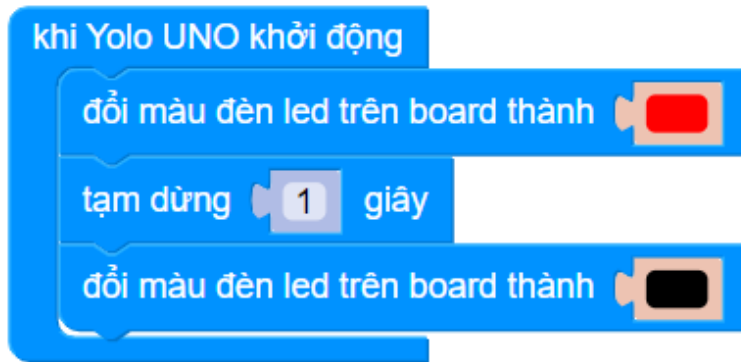 khi Yolo UNO khởi động
đổi màu đèn led trên board thành
tạm dừng 1 giây
đổi màu đèn led trên board thành